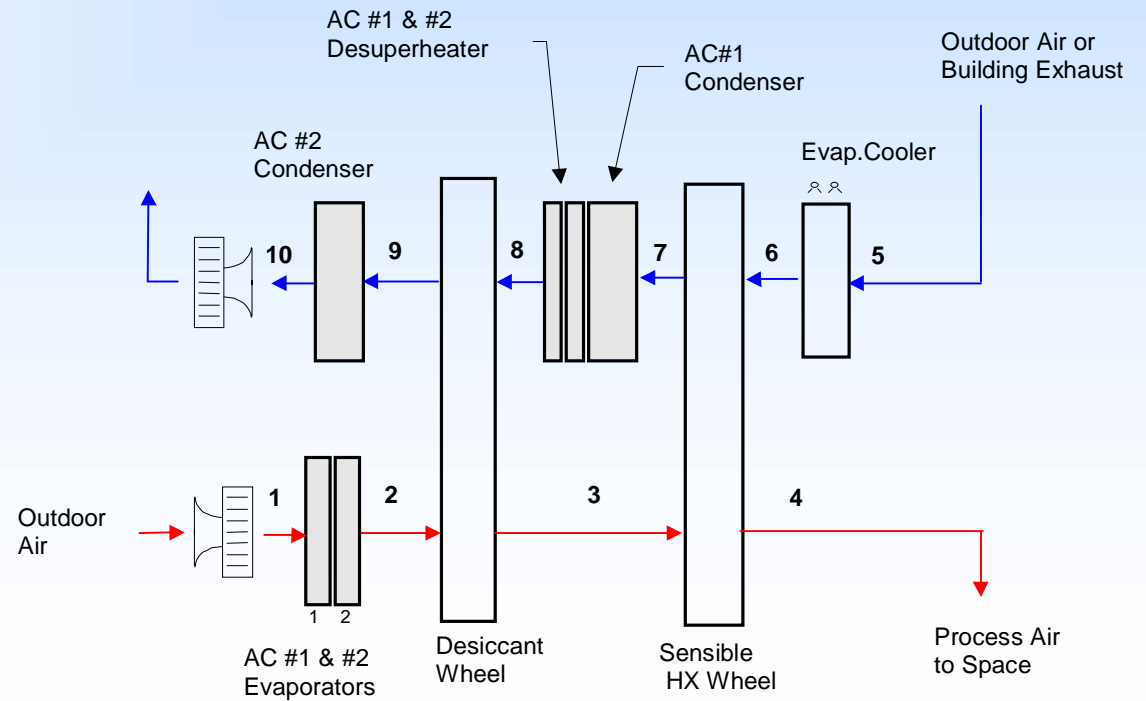 AC #1 & #2
Desuperheater
AC#1
Condenser
Outdoor Air or
Building Exhaust
AC #2
Condenser
Evap.Cooler
10
9
8
7
6
5
1
2
3
4
Outdoor
Air
1 2
AC #1 & #2
Evaporators
Desiccant
Wheel
Sensible
HX Wheel
Process Air
to Space